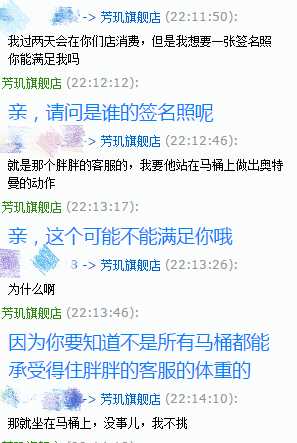 -> 芳玑旗舰店 (22:11:50):
我过两天会在你们店消费，但是我想要一张签名照
你能满足我吗
芳玑旗舰店 (22:12:12):
亲，请问是谁的签名照呢
-> 芳玑旗舰店 (22:12:46):
就是那个胖胖的客服的，我要他站在马桶上做出奥特
曼的动作
芳玑旗舰店 (22:13:17):
亲，这个可能不能满足你哦
3 -> 芳玑旗舰店 (22:13:26):
为什么啊
芳玑旗舰店 (22:13:46):
因为你要知道不是所有马桶都能
承受得住胖胖的客服的体重的
-> 芳玑旗舰店 (22:14:10):
那就坐在马桶上，没事儿，我不挑